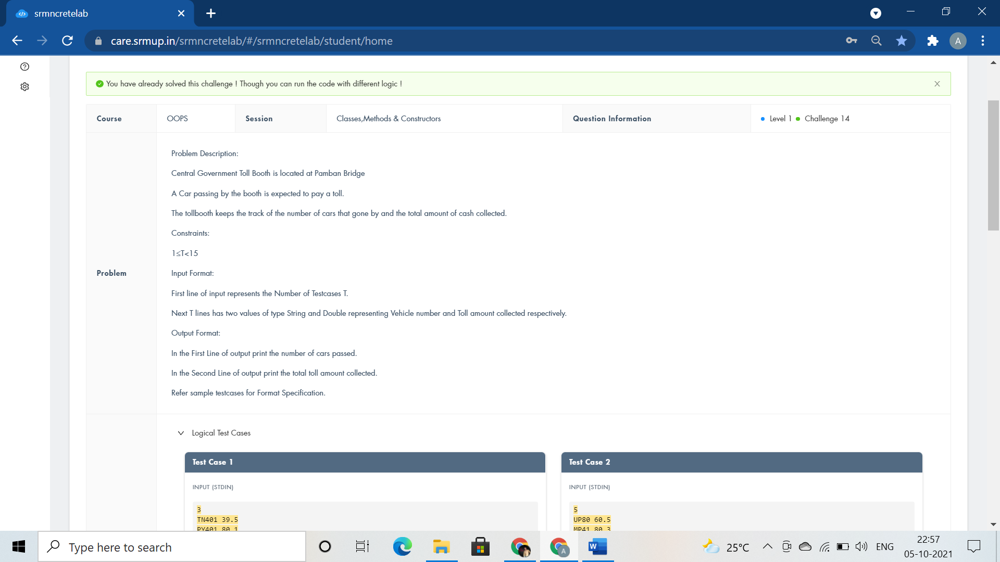 srmncretelab
care.srmup.in/srmncretelab/#/srmncretelab/student/home
A
You have already solved this challenge ! Though you can run the code with different logic !
Course
OOPS
Session
Classes,Methods & Constructors
Question Information
Level 1
Challenge 14
Problem
Problem Description:
Central Government Toll Booth is located at Pamban Bridge
A Car passing by the booth is expected to pay a toll.
The tollbooth keeps the track of the number of cars that gone by and the total amount of cash collected.
Constraints:
1≤T<15
Input Format:
First line of input represents the Number of Testcases T.
Next T lines has two values of type String and Double representing Vehicle number and Toll amount collected respectively.
Output Format:
In the First Line of output print the number of cars passed.
In the Second Line of output print the total toll amount collected.
Refer sample testcases for Format Specification.
Logical Test Cases
Test Case 1
INPUT (STDIN)
3
TN401 39.5
PY401 80.1
Test Case 2
INPUT (STDIN)
5
UP80 60.5
MP41 80.3
Type here to search
A
W
25°C
ENG
22:57
05-10-2021